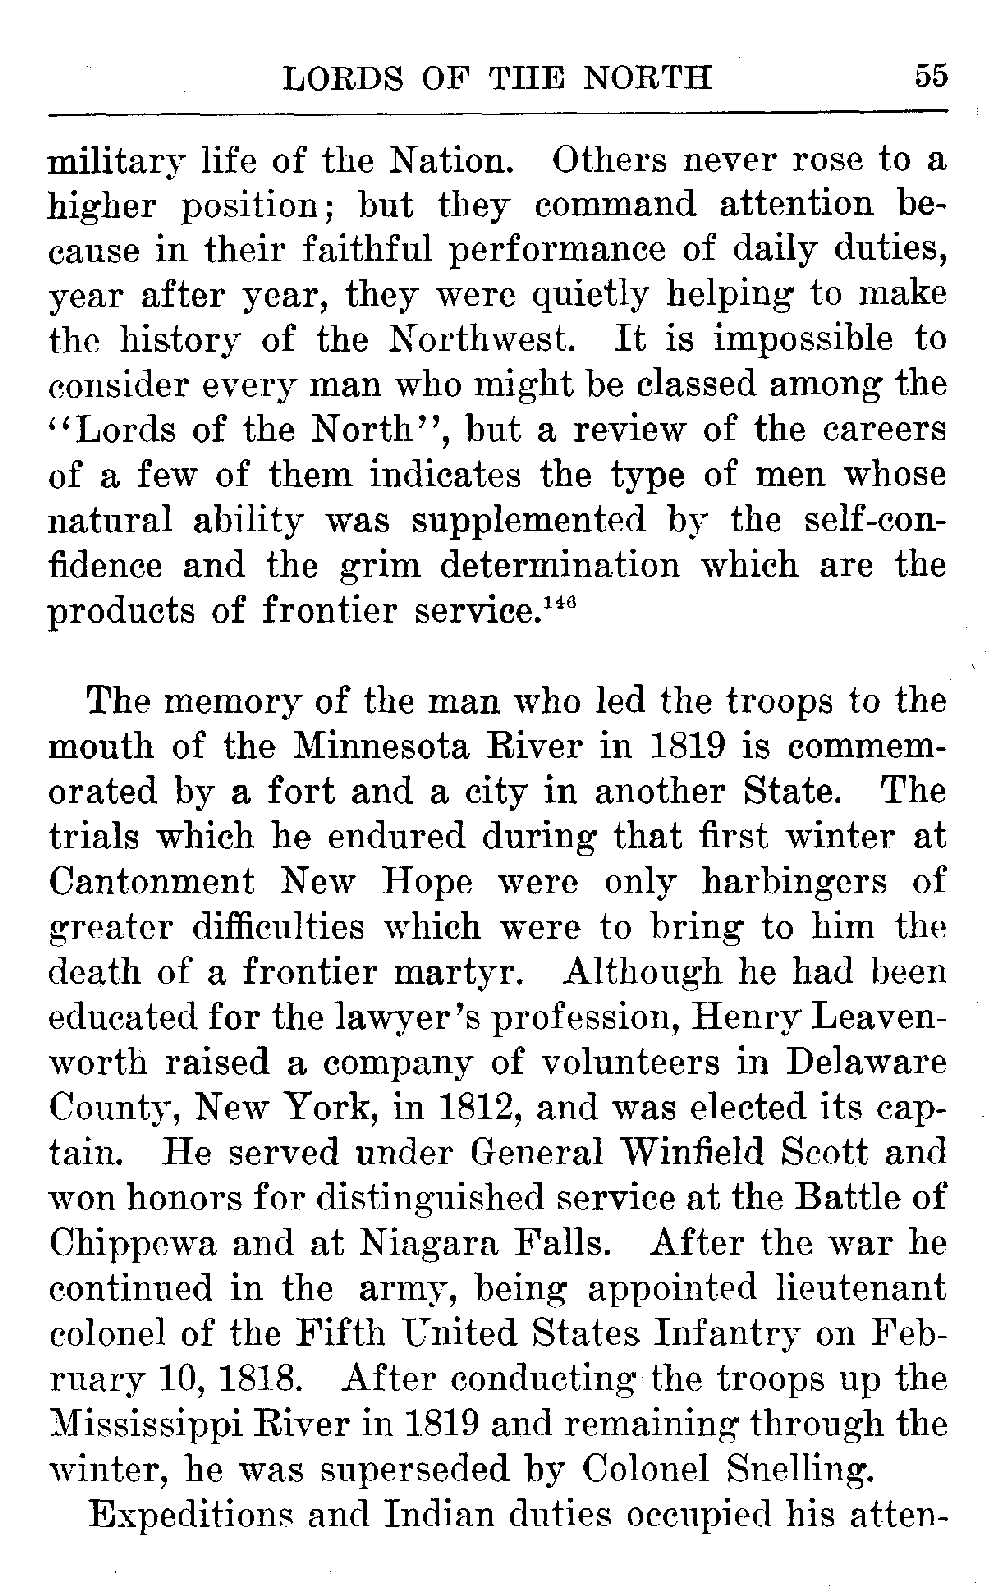 LORDS OF THE NORTH 55
military life of the Nation. Others never rose to a
higher position; but they command attention be-
cause in their faithful performance of daily duties,
year after year, they were quietly helping to make
the history of the Northwest. It is impossible to
consider every man who might be classed among the
"Lords of the North", but a review of the careers
of a few of them indicates the type of men whose
natural ability was supplemented by the self-con-
fidence and the grim determination which are the
products of frontier service.¹⁴⁶
The memory of the man who led the troops to the
mouth of the Minnesota River in 1819 is commem-
orated by a fort and a city in another State. The
trials which he endured during that first winter at
Cantonment New Hope were only harbingers of
greater difficulties which were to bring to him the
death of a frontier martyr. Although he had been
educated for the lawyer's profession, Henry Leaven-
worth raised a company of volunteers in Delaware
County, New York, in 1812, and was elected its cap-
tain. He served under General Winfield Scott and
won honors for distinguished service at the Battle of
Chippewa and at Niagara Falls. After the war he
continued in the army, being appointed lieutenant
colonel of the Fifth United States Infantry on Feb-
ruary 10, 1818. After conducting the troops up the
Mississippi River in 1819 and remaining through the
winter, he was superseded by Colonel Snelling.
Expeditions and Indian duties occupied his atten-